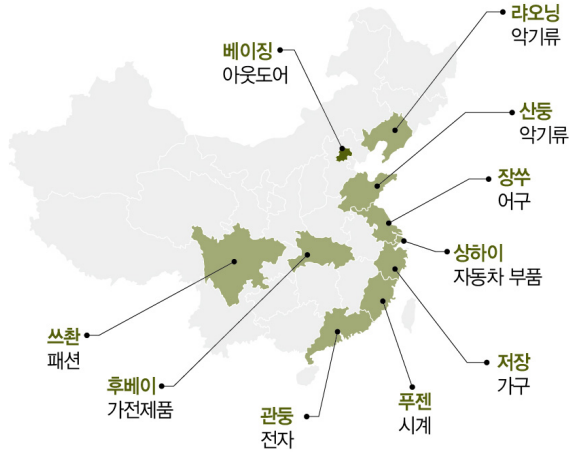 랴오닝
악기류
베이징
아웃도어
산둥
악기류
장쑤
어구
상하이
자동차 부품
쓰촨
패션
후베이
가전제품
관둥
전자
푸젠
시계
저장
가구